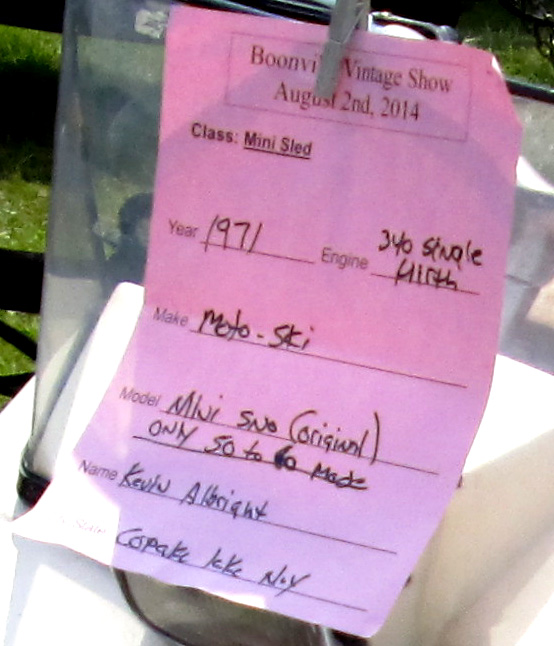 Boonvi Vintage Show
August 2nd, 2014
Class: Mini Sled
Year 1971 Engine 340 Single Hirth
Make Moto-Ski
Model Mini Sno (Original)
ONLY 50 to 60 Made
Name Kevin Albright
Copake Lake N.Y